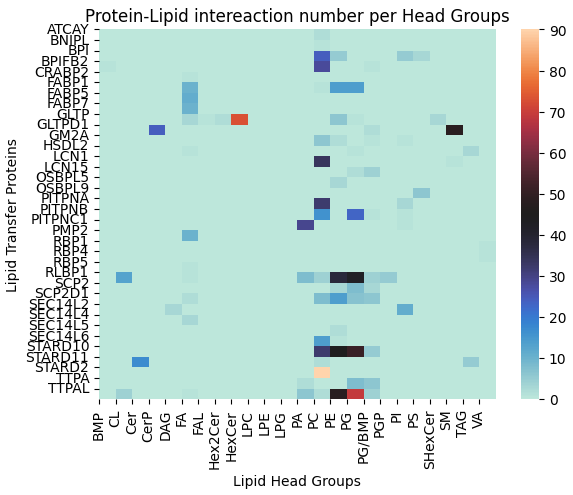 Protein-Lipid intereaction number per Head Groups
Lipid Transfer Proteins
ATCAY
BNIPL
BPI
BPIFB2
CRABP2
FABP1
FABP5
FABP7
GLTP
GLTPD1
GM2A
HSDL2
LCN1
LCN15
OSBPL5
OSBPL9
PITPNA
PITPNB
PITPNC1
PMP2
RBP1
RBP4
RBP5
RLBP1
SCP2
SCP2D1
SEC14L2
SEC14L4
SEC14L5
SEC14L6
STARD10
STARD11
STARD2
TTPA
TTPAL
BMP
CL
Cer
CerP
DAG
FA
FAL
Hex2Cer
HexCer
LPC
LPE
LPG
PA
PC
PE
PG
PG/BMP
PGP
PI
PS
SHexCer
SM
TAG
VA
Lipid Head Groups
90
80
70
60
50
40
30
20
10
0